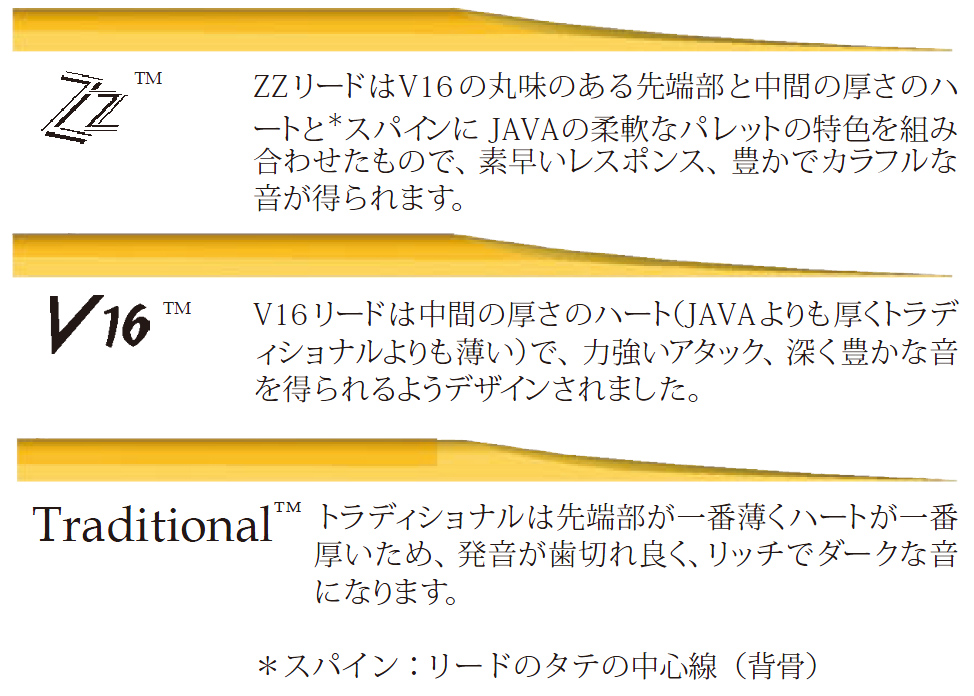 ZZ™
ZZリードはV16の丸味のある先端部と中間の厚さのハ
ートと*スパインに JAVAの柔軟なパレットの特色を組み
合わせたもので、素早いレスポンス、豊かでカラフルな
音が得られます。
V16™
V16リードは中間の厚さのハート(JAVAよりも厚くトラデ
ィショナルよりも薄い)で、力強いアタック、深く豊かな音
を得られるようデザインされました。
Traditional™
トラディショナルは先端部が一番薄くハートが一番
厚いため、発音が歯切れ良く、リッチでダークな音
になります。
＊スパイン：リードのタテの中心線（背骨）